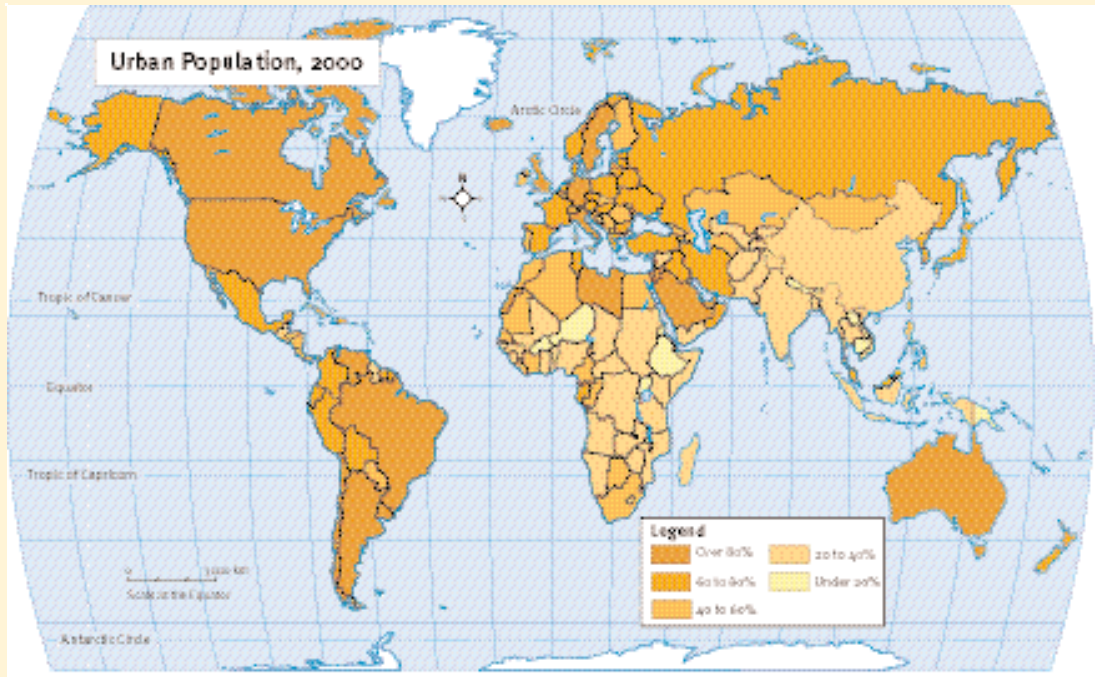 Urban Population, 2000
Arctic Circle
N
Tropic of Cancer
Equator
Tropic of Capricorn
Legend
Over 80%
60 to 80%
40 to 60%
20 to 40%
Under 20%
0
Scale at the Equator
Antarctic Circle